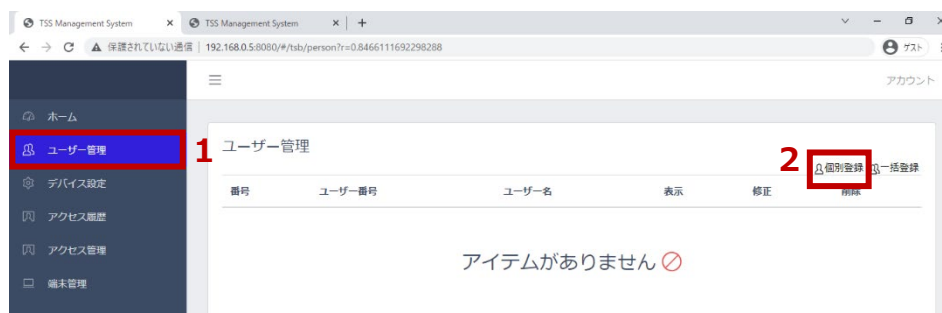 TSS Management System × TSS Management System × +
保護されていない通信 | 192.168.0.5:8080/#/tsb/person?r=0.8466111692298288 ゲスト
アカウント
ホーム
1 ユーザー管理
デバイス設定
アクセス履歴
アクセス管理
端末管理
ユーザー管理
2 個別登録 一括登録
番号 ユーザー番号 ユーザー名 表示 修正 削除
アイテムがありません